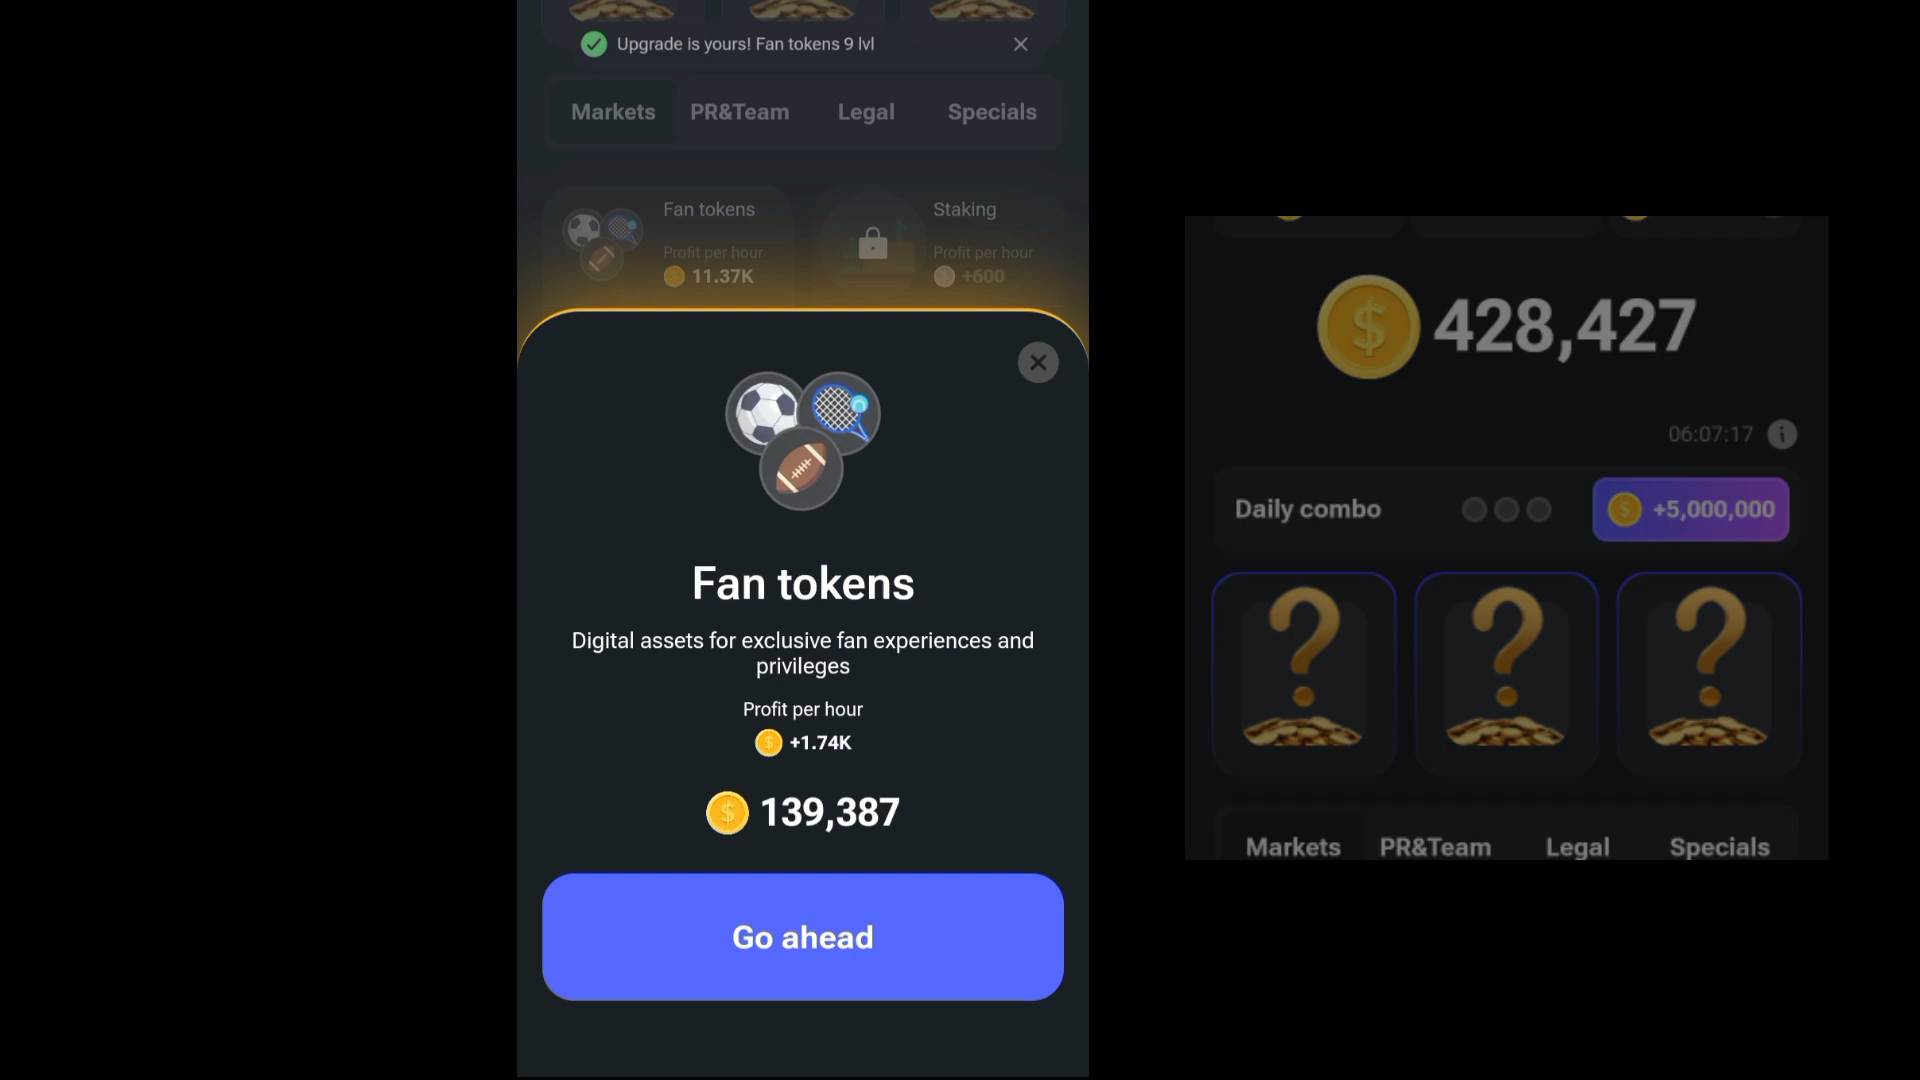 Upgrade is yours! Fan tokens 9 lvl
Markets PR&Team Legal Specials
Fan tokens
Profit per hour
11.37K
Staking
Profit per hour
+600
Fan tokens
Digital assets for exclusive fan experiences and
privileges
Profit per hour
+1.74K
139,387
Go ahead
428,427
06:07:17
Daily combo +5,000,000
Markets PR&Team Legal Specials